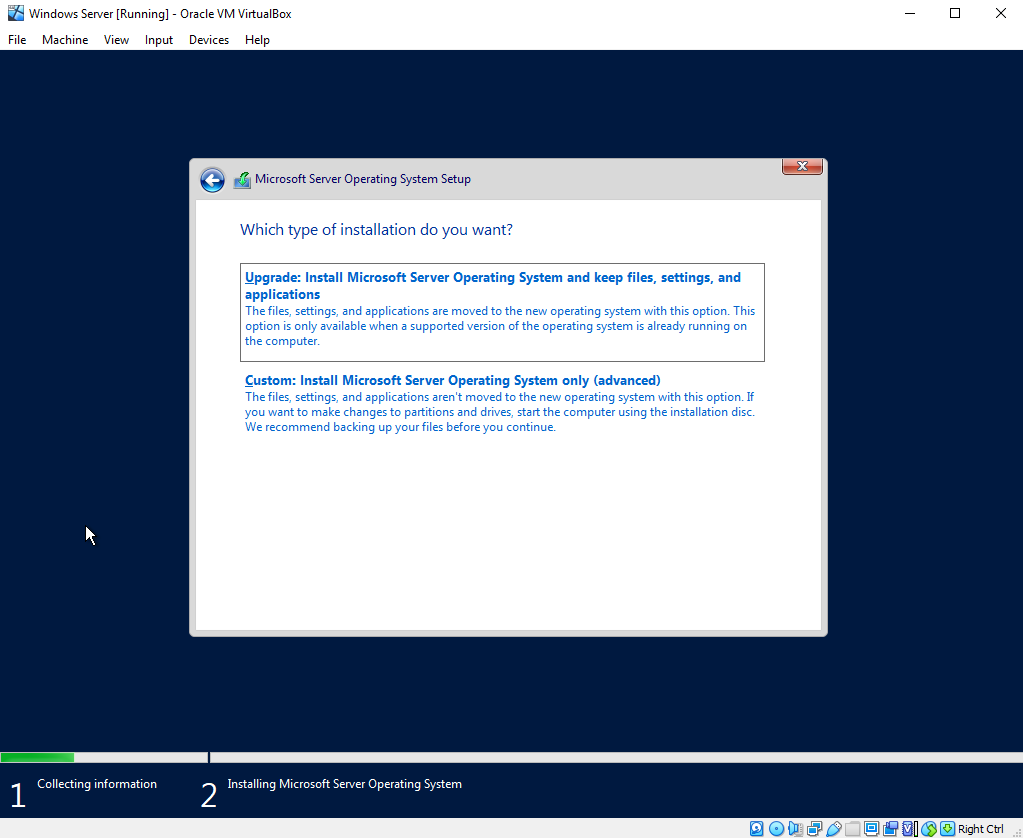 Windows Server [Running] - Oracle VM VirtualBox
File Machine View Input Devices Help
Microsoft Server Operating System Setup
Which type of installation do you want?
Upgrade: Install Microsoft Server Operating System and keep files, settings, and
applications
The files, settings, and applications are moved to the new operating system with this option. This
option is only available when a supported version of the operating system is already running on
the computer.
Custom: Install Microsoft Server Operating System only (advanced)
The files, settings, and applications aren't moved to the new operating system with this option. If
you want to make changes to partitions and drives, start the computer using the installation disc.
We recommend backing up your files before you continue.
1 Collecting information
2 Installing Microsoft Server Operating System
Right Ctrl